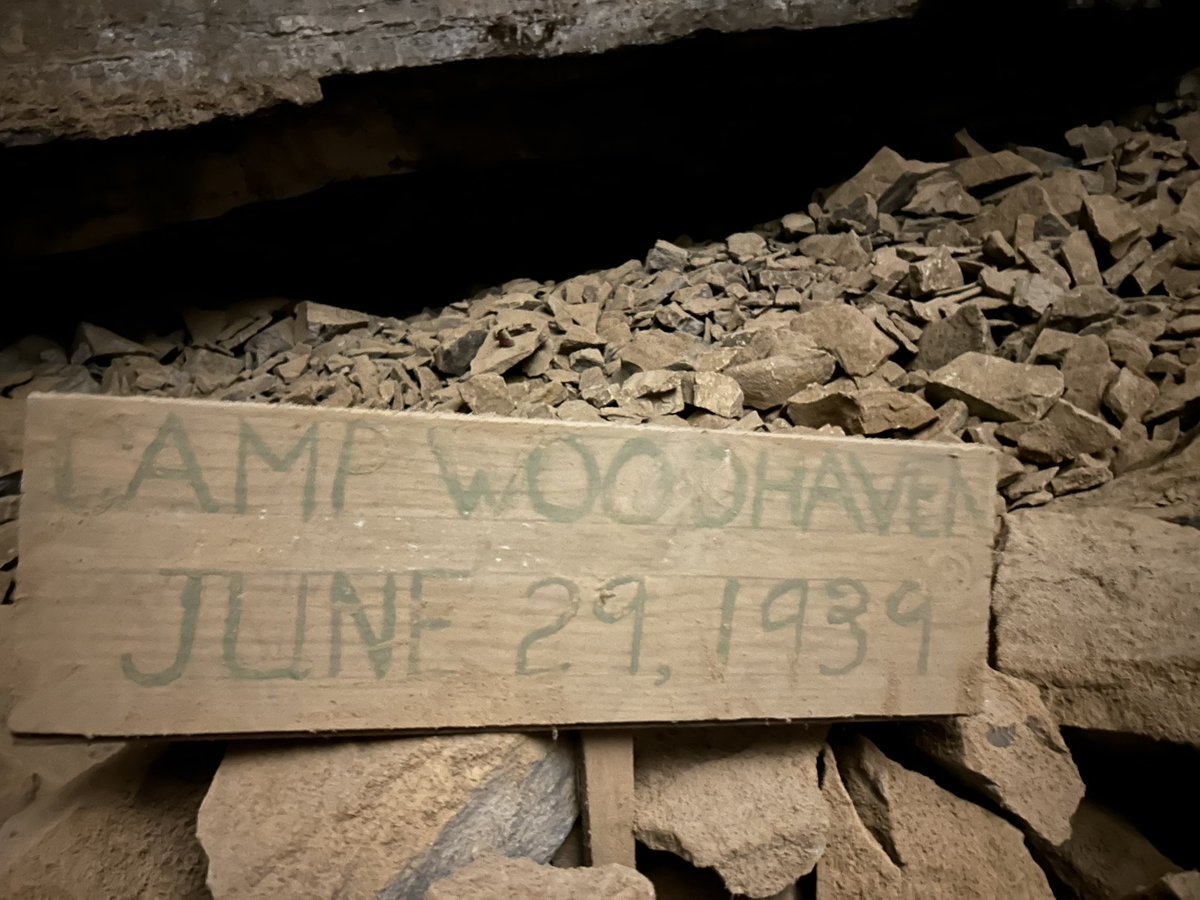 CAMP WOODHAVEN
JUNE 29, 1939